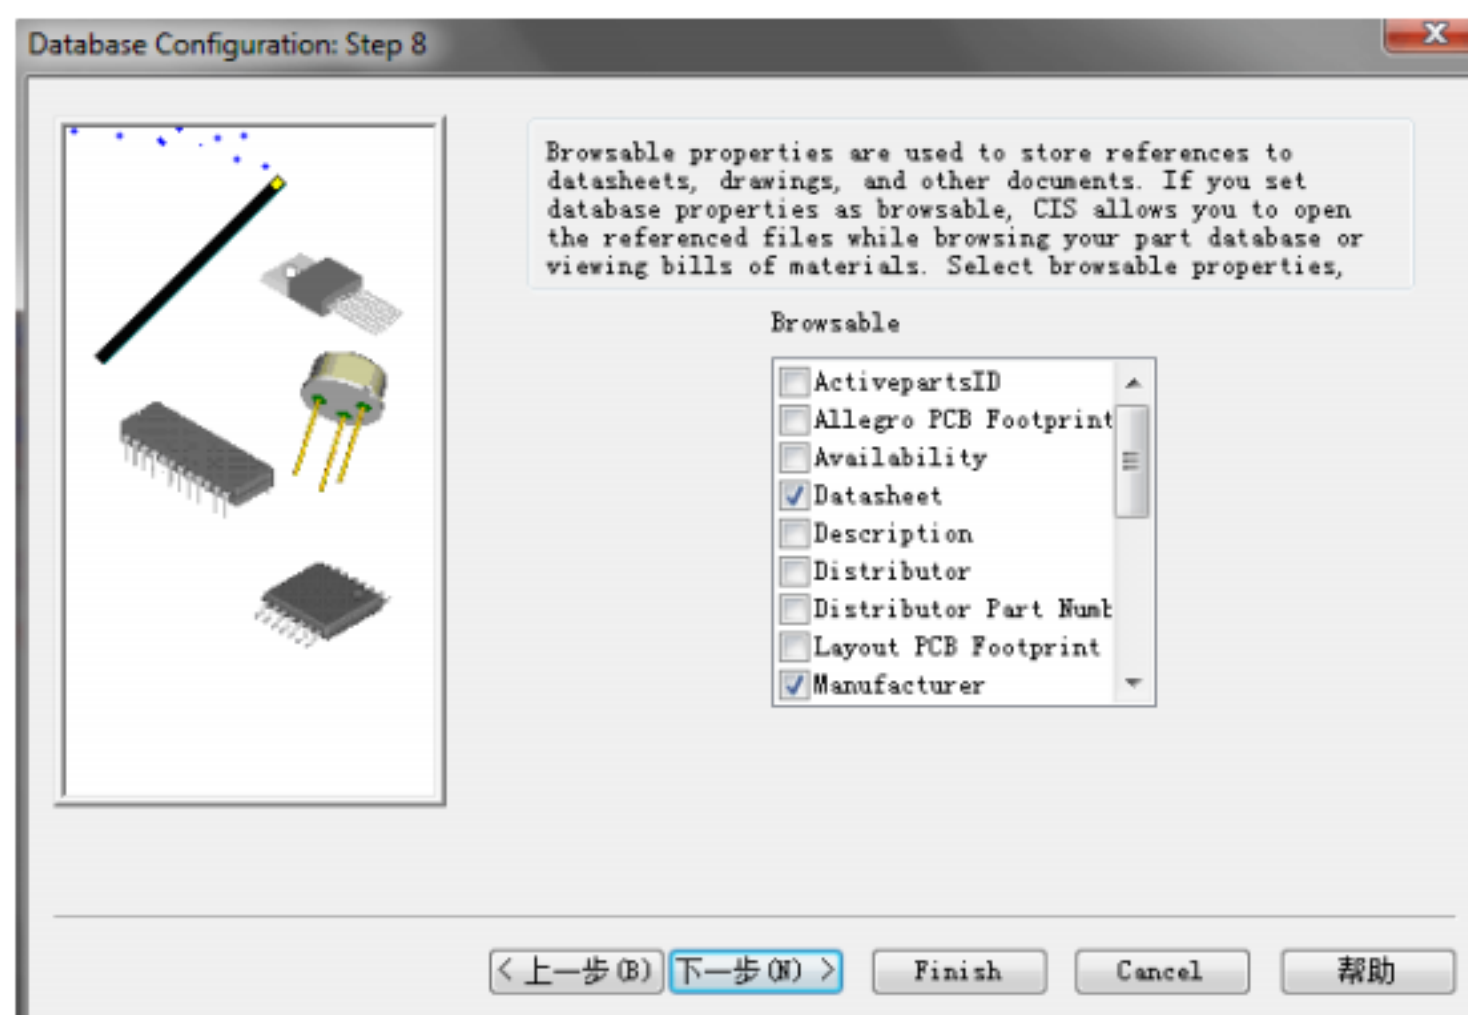 Database Configuration: Step 8
Browsable properties are used to store references to
datasheets, drawings, and other documents. If you set
database properties as browsable, CIS allows you to open
the referenced files while browsing your part database or
viewing bills of materials. Select browsable properties,
Browsable
ActivepartsID
Allegro PCB Footprint
Availability
Datasheet
Description
Distributor
Distributor Part Numb
Layout PCB Footprint
Manufacturer
< 上一步(B) 下一步(N) > Finish Cancel 帮助